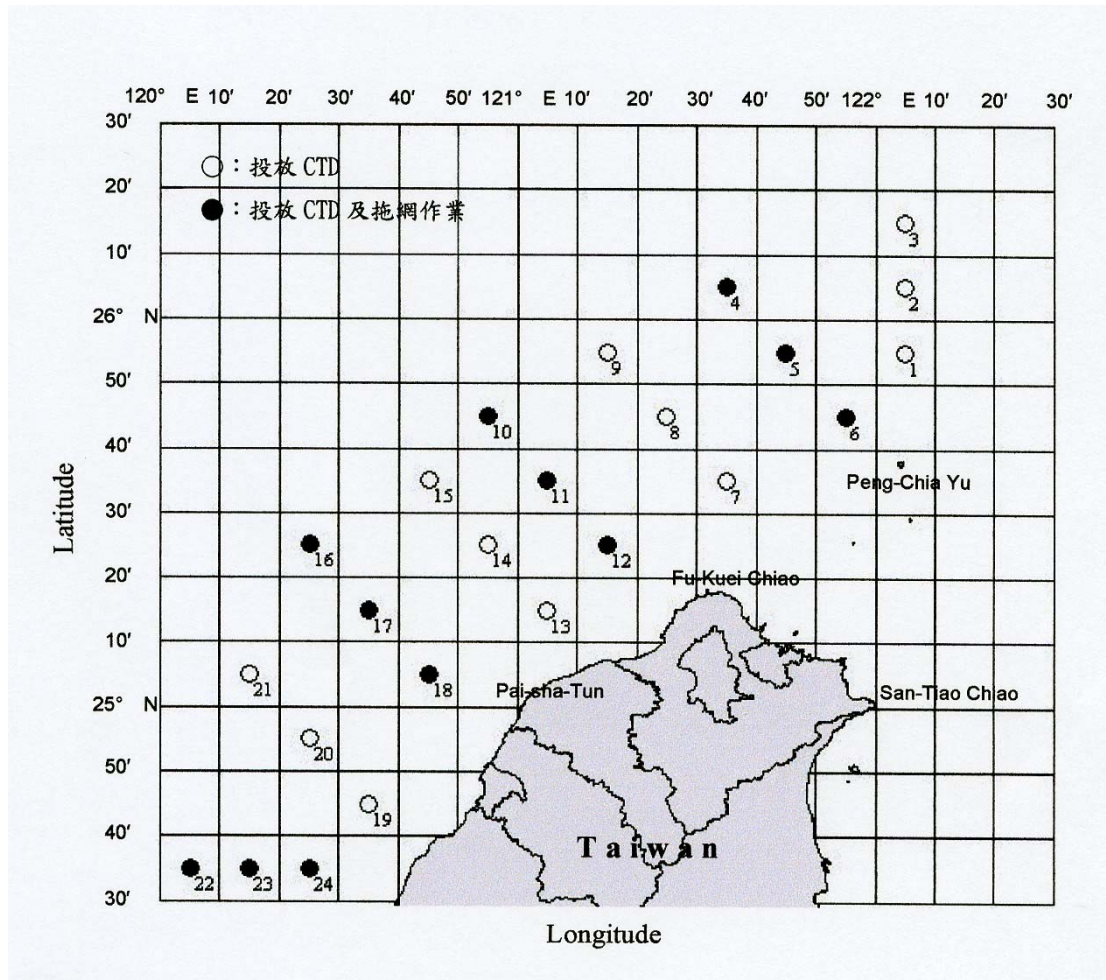 120° E 10′ 20′ 30′ 40′ 50′ 121° E 10′ 20′ 30′ 40′ 50′ 122° E 10′ 20′ 30′
30′
○：投放 CTD
20′
●：投放 CTD 及拖網作業
3
10′
4
2
26° N
9
5
1
50′
10
8
6
40′
Peng-Chia Yu
15
11
7
30′
16
14
12
20′
Fu-Kuei Chiao
17
13
10′
21
18
Pai-sha-Tun
San-Tiao Chiao
25° N
20
50′
19
40′
Taiwan
22
23
24
30′
Latitude
Longitude